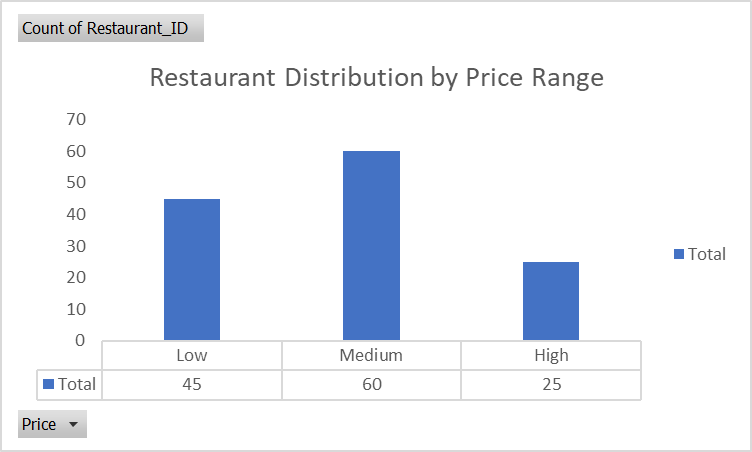 Count of Restaurant_ID
Restaurant Distribution by Price Range
70
60
50
40
30
20
10
0
Total
Low Medium High
Total 45 60 25
Price